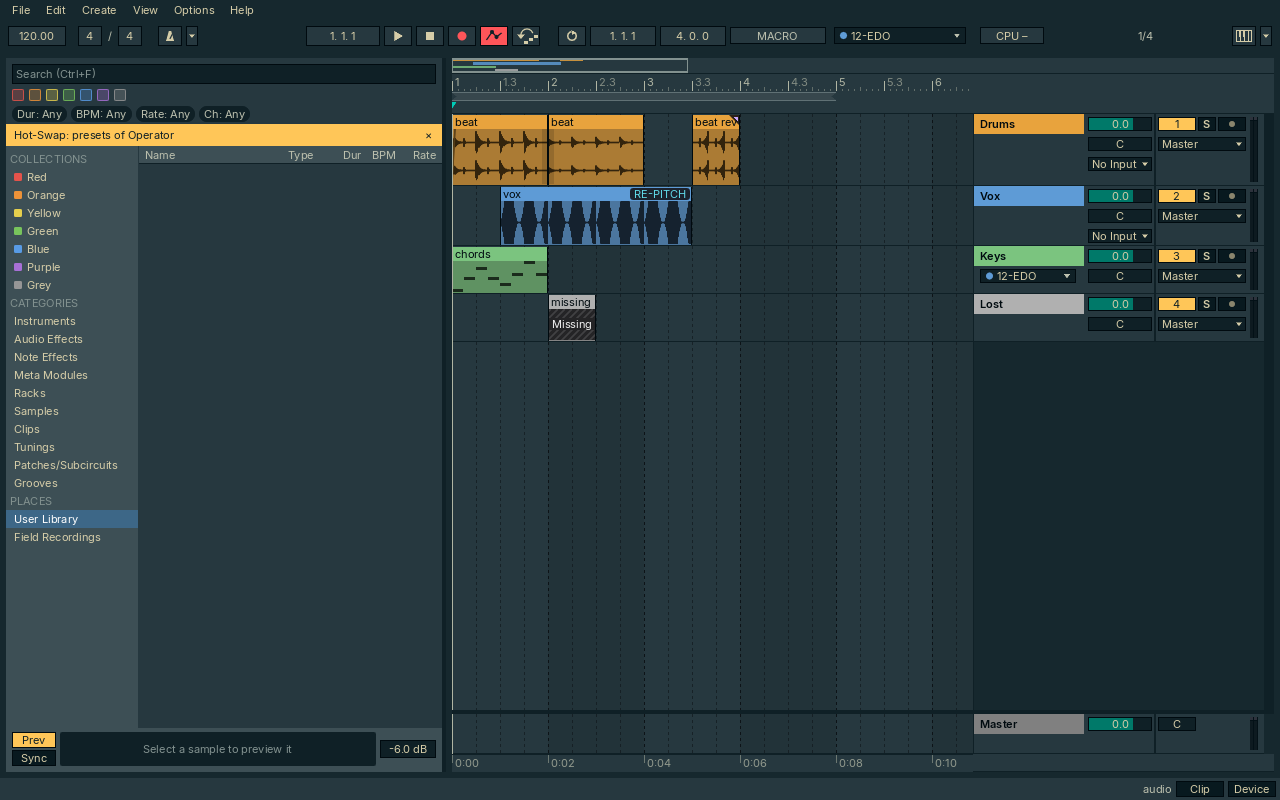 File Edit Create View Options Help
120.00 4 / 4 1. 1. 1 1. 1. 1 4. 0. 0 MACRO 12-EDO CPU – 1/4
Search (Ctrl+F)
Dur: Any BPM: Any Rate: Any Ch: Any
Hot-Swap: presets of Operator ×
COLLECTIONS
Red
Orange
Yellow
Green
Blue
Purple
Grey
CATEGORIES
Instruments
Audio Effects
Note Effects
Meta Modules
Racks
Samples
Clips
Tunings
Patches/Subcircuits
Grooves
PLACES
User Library
Field Recordings
Name Type Dur BPM Rate
Prev
Sync
Select a sample to preview it
-6.0 dB
1 1.3 2 2.3 3 3.3 4 4.3 5 5.3 6
beat beat beat rev
vox RE-PITCH
chords
missing
Missing
Drums 0.0 1 S
C Master
No Input
Vox 0.0 2 S
C Master
No Input
Keys 0.0 3 S
12-EDO C Master
Lost 0.0 4 S
C Master
Master 0.0 C
0:00 0:02 0:04 0:06 0:08 0:10
audio Clip Device